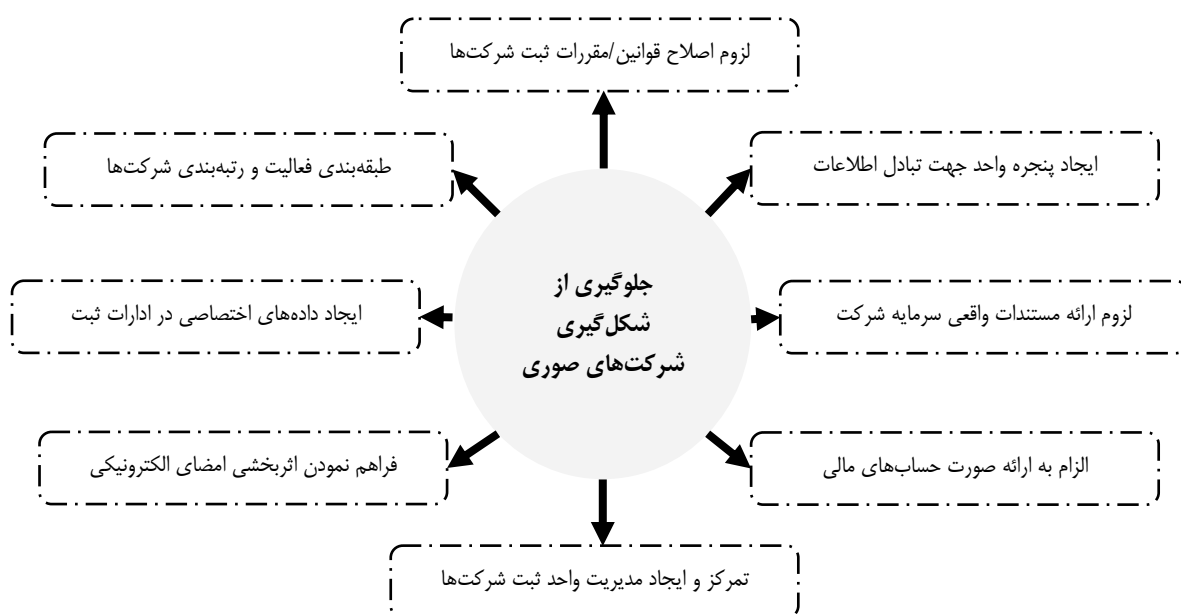 لزوم اصلاح قوانین/مقررات ثبت شرکت‌ها
ایجاد پنجره واحد جهت تبادل اطلاعات
طبقه‌بندی فعالیت و رتبه‌بندی شرکت‌ها
جلوگیری از
شکل‌گیری
شرکت‌های صوری
لزوم ارائه مستندات واقعی سرمایه شرکت
ایجاد داده‌های اختصاصی در ادارات ثبت
الزام به ارائه صورت حساب‌های مالی
فراهم نمودن اثربخشی امضای الکترونیکی
تمرکز و ایجاد مدیریت واحد ثبت شرکت‌ها